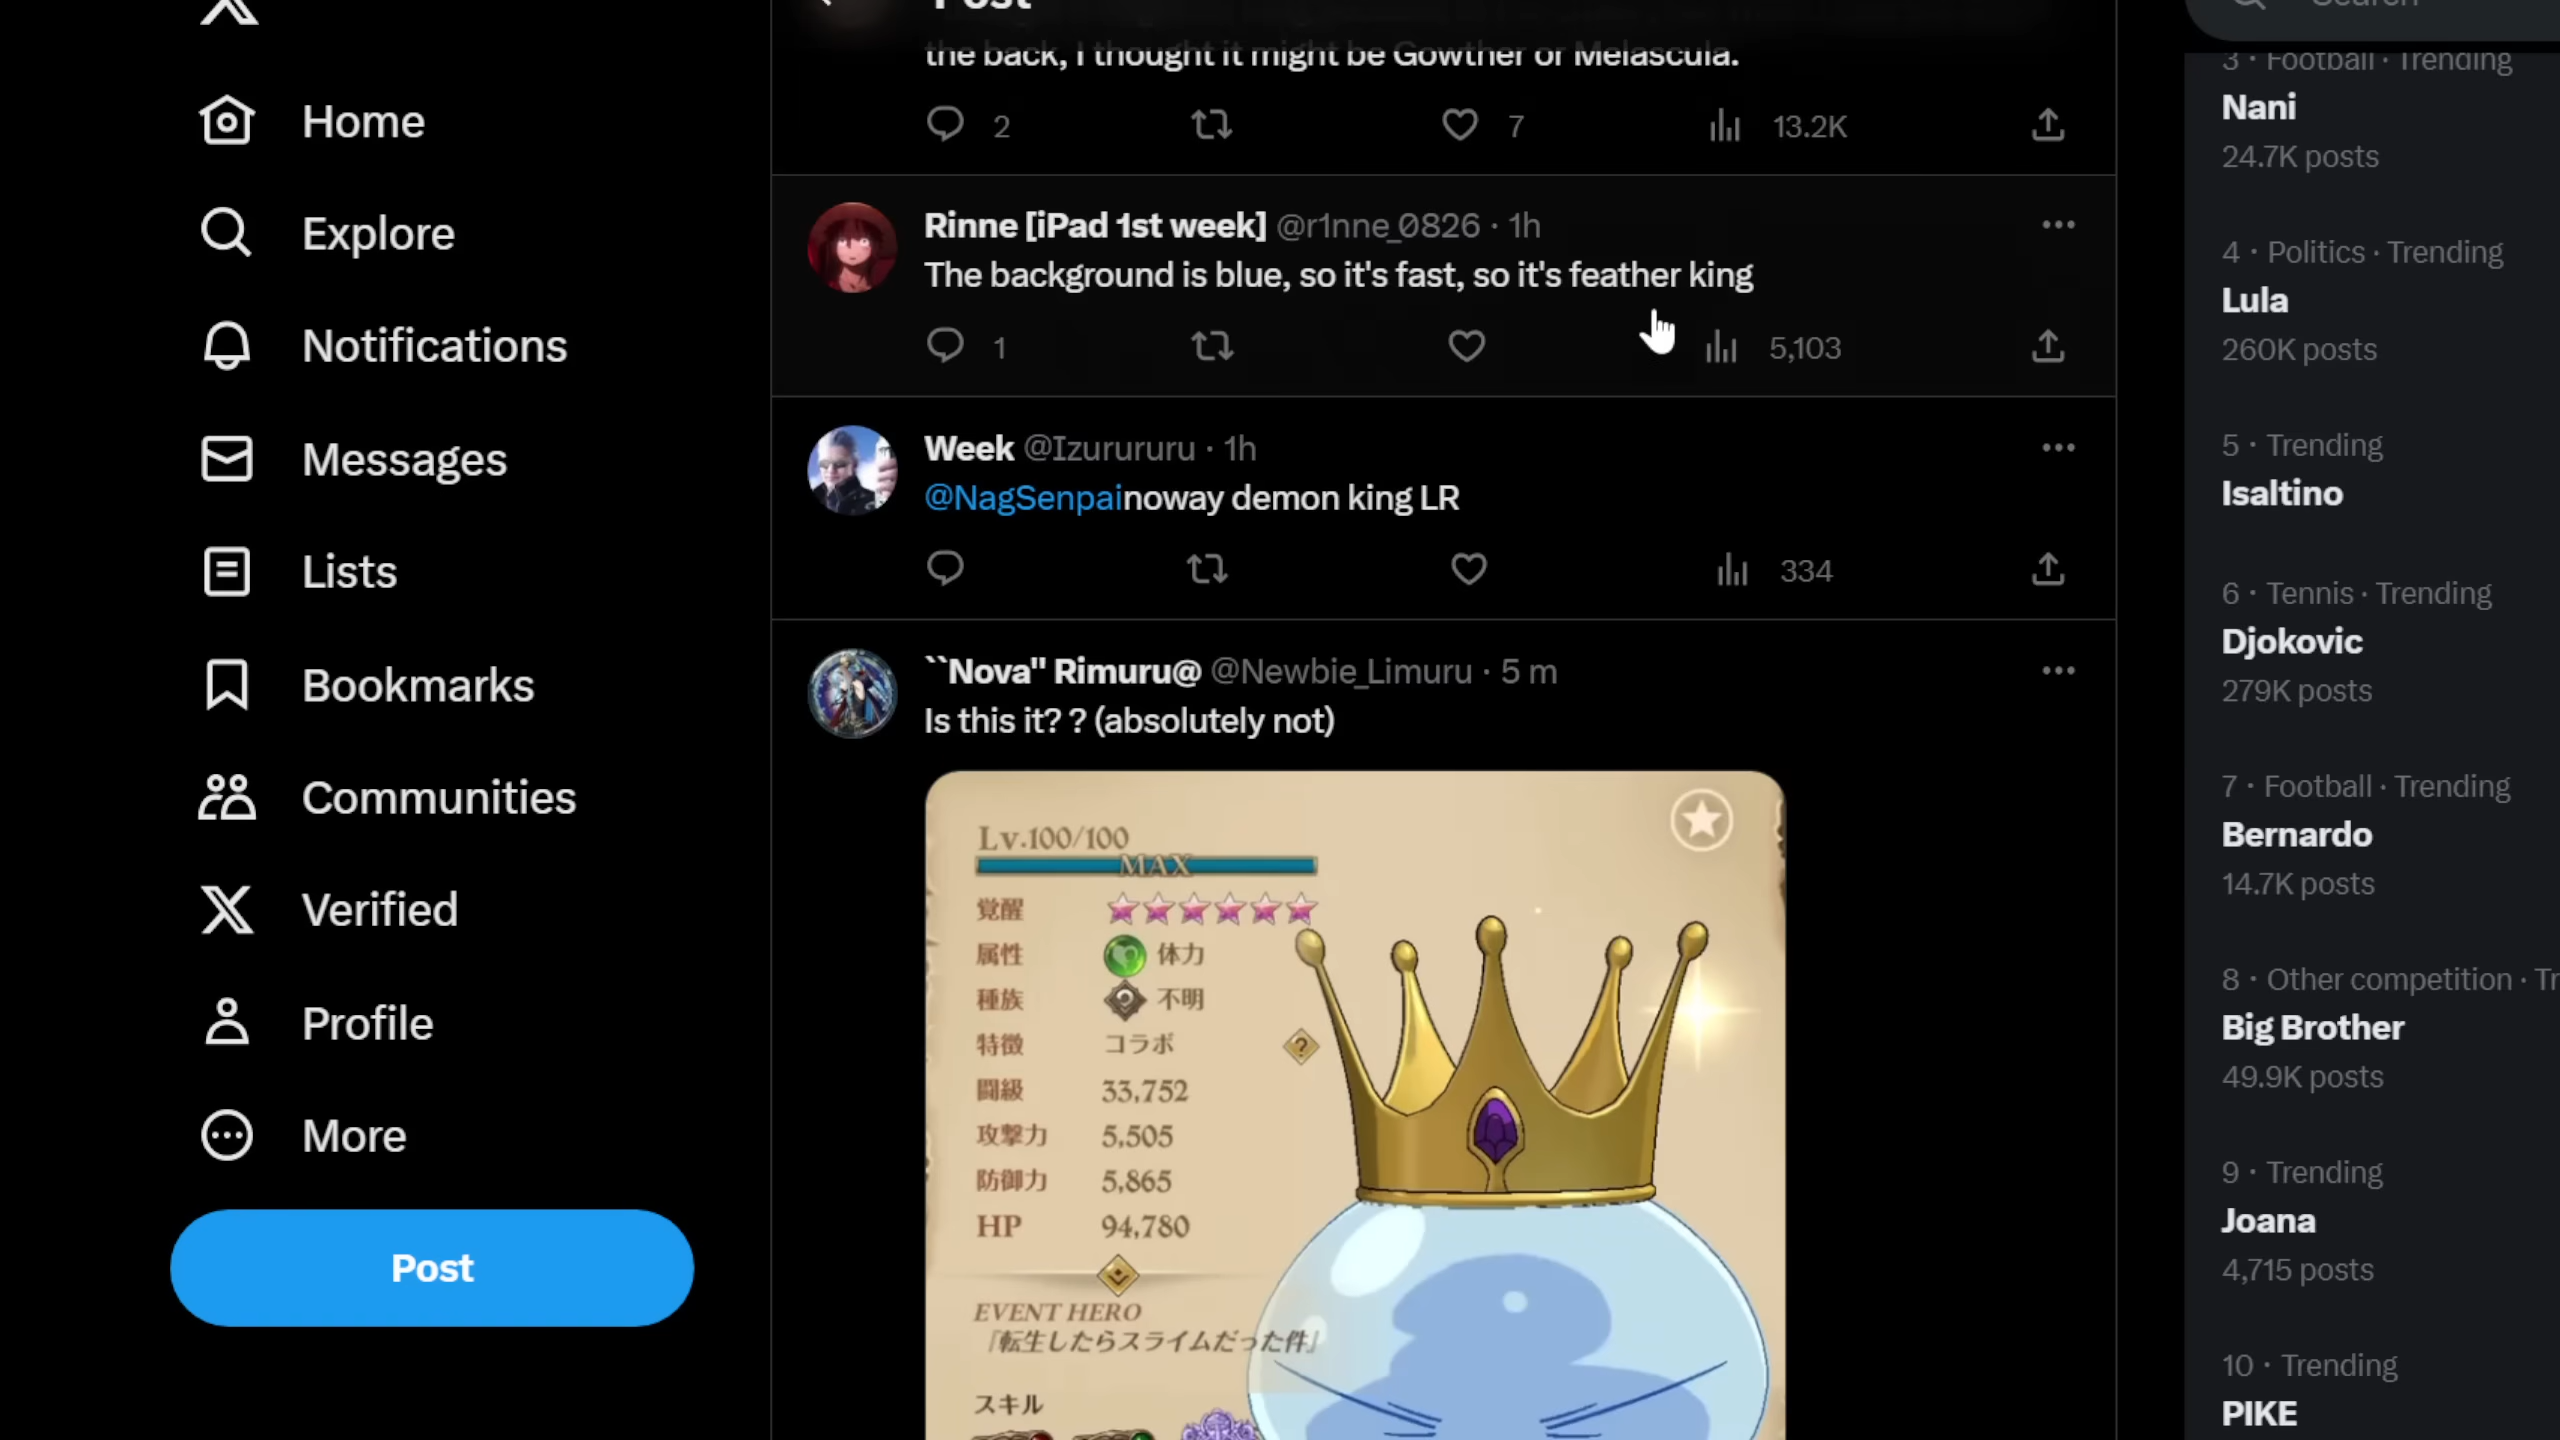 Post
the back, I thought it might be Gowther or Melascula.
2 7 13.2K
Rinne [iPad 1st week] @r1nne_0826 · 1h
The background is blue, so it's fast, so it's feather king
1 5,103
Week @Izurururu · 1h
@NagSenpainoway demon king LR
334
``Nova" Rimuru@ @Newbie_Limuru · 5 m
Is this it? ? (absolutely not)
Lv.100/100
MAX
覚醒
属性 体力
種族 不明
特徴 コラボ ?
闘級 33,752
攻撃力 5,505
防御力 5,865
HP 94,780
EVENT HERO
『転生したらスライムだった件』
スキル
Home
Explore
Notifications
Messages
Lists
Bookmarks
Communities
Verified
Profile
More
Post
Search
3 · Football · Trending
Nani
24.7K posts
4 · Politics · Trending
Lula
260K posts
5 · Trending
Isaltino
6 · Tennis · Trending
Djokovic
279K posts
7 · Football · Trending
Bernardo
14.7K posts
8 · Other competition · Tr
Big Brother
49.9K posts
9 · Trending
Joana
4,715 posts
10 · Trending
PIKE